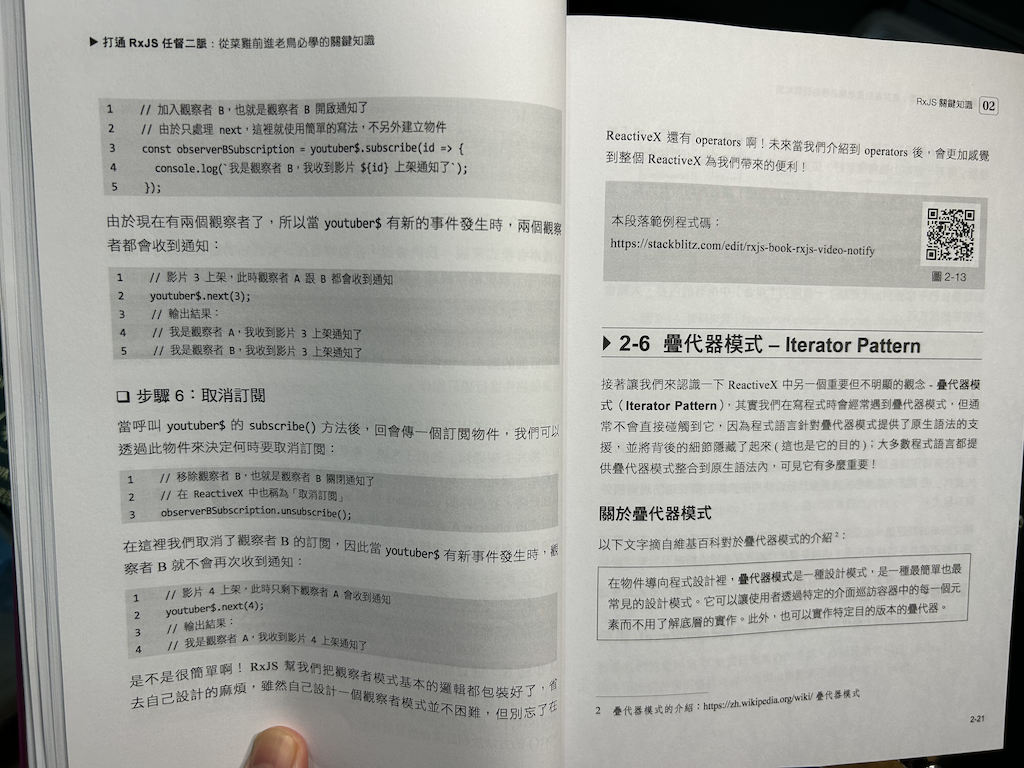 ▶ 打通 RxJS 任督二脈：從菜雞前進老鳥必學的關鍵知識
1 // 加入觀察者 B，也就是觀察者 B 開啟通知了
2 // 由於只處理 next，這裡就使用簡單的寫法，不另外建立物件
3 const observerBSubscription = youtuber$.subscribe(id => {
4 console.log(`我是觀察者 B，我收到影片 ${id} 上架通知了`);
5 });
由於現在有兩個觀察者了，所以當 youtuber$ 有新的事件發生時，兩個觀察
者都會收到通知：
1 // 影片 3 上架，此時觀察者 A 跟 B 都會收到通知
2 youtuber$.next(3);
3 // 輸出結果：
4 // 我是觀察者 A，我收到影片 3 上架通知了
5 // 我是觀察者 B，我收到影片 3 上架通知了
❑ 步驟 6：取消訂閱
當呼叫 youtuber$ 的 subscribe() 方法後，回會傳一個訂閱物件，我們可以
透過此物件來決定何時要取消訂閱：
1 // 移除觀察者 B，也就是觀察者 B 關閉通知了
2 // 在 ReactiveX 中也稱為「取消訂閱」
3 observerBSubscription.unsubscribe();
在這裡我們取消了觀察者 B 的訂閱，因此當 youtuber$ 有新事件發生時，觀
察者 B 就不會再次收到通知：
1 // 影片 4 上架，此時只剩下觀察者 A 會收到通知
2 youtuber$.next(4);
3 // 輸出結果：
4 // 我是觀察者 A，我收到影片 4 上架通知了
是不是很簡單啊！ RxJS 幫我們把觀察者模式基本的邏輯都包裝好了，省
去自己設計的麻煩，雖然自己設計一個觀察者模式並不困難，但別忘了在
RxJS 關鍵知識 02
ReactiveX 還有 operators 啊！未來當我們介紹到 operators 後，會更加感覺
到整個 ReactiveX 為我們帶來的便利！
本段落範例程式碼：
https://stackblitz.com/edit/rxjs-book-rxjs-video-notify
圖 2-13
▶ 2-6 疊代器模式 – Iterator Pattern
接著讓我們來認識一下 ReactiveX 中另一個重要但不明顯的觀念 - 疊代器模
式（Iterator Pattern），其實我們在寫程式時會經常遇到疊代器模式，但通
常不會直接碰觸到它，因為程式語言針對疊代器模式提供了原生語法的支
援，並將背後的細節隱藏了起來 ( 這也是它的目的 )；大多數程式語言都提
供疊代器模式整合到原生語法內，可見它有多麼重要！
關於疊代器模式
以下文字摘自維基百科對於疊代器模式的介紹 2：
在物件導向程式設計裡，疊代器模式是一種設計模式，是一種最簡單也最
常見的設計模式。它可以讓使用者透過特定的介面巡訪容器中的每一個元
素而不用了解底層的實作。此外，也可以實作特定目的版本的疊代器。
2 疊代器模式的介紹：https://zh.wikipedia.org/wiki/ 疊代器模式
2-21